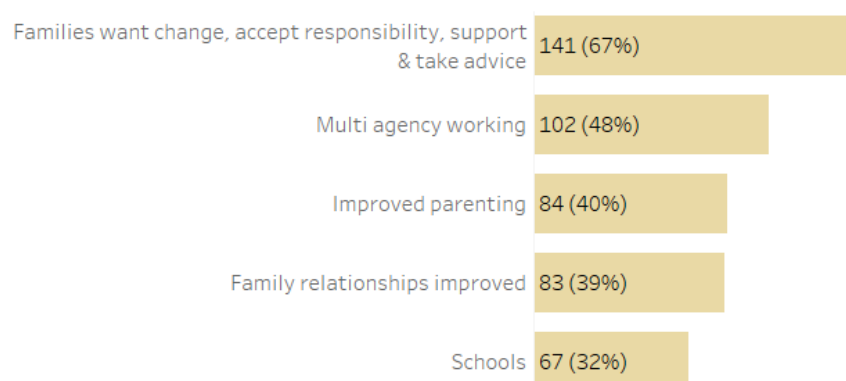 Families want change, accept responsibility, support
& take advice
141 (67%)
Multi agency working 102 (48%)
Improved parenting 84 (40%)
Family relationships improved 83 (39%)
Schools 67 (32%)